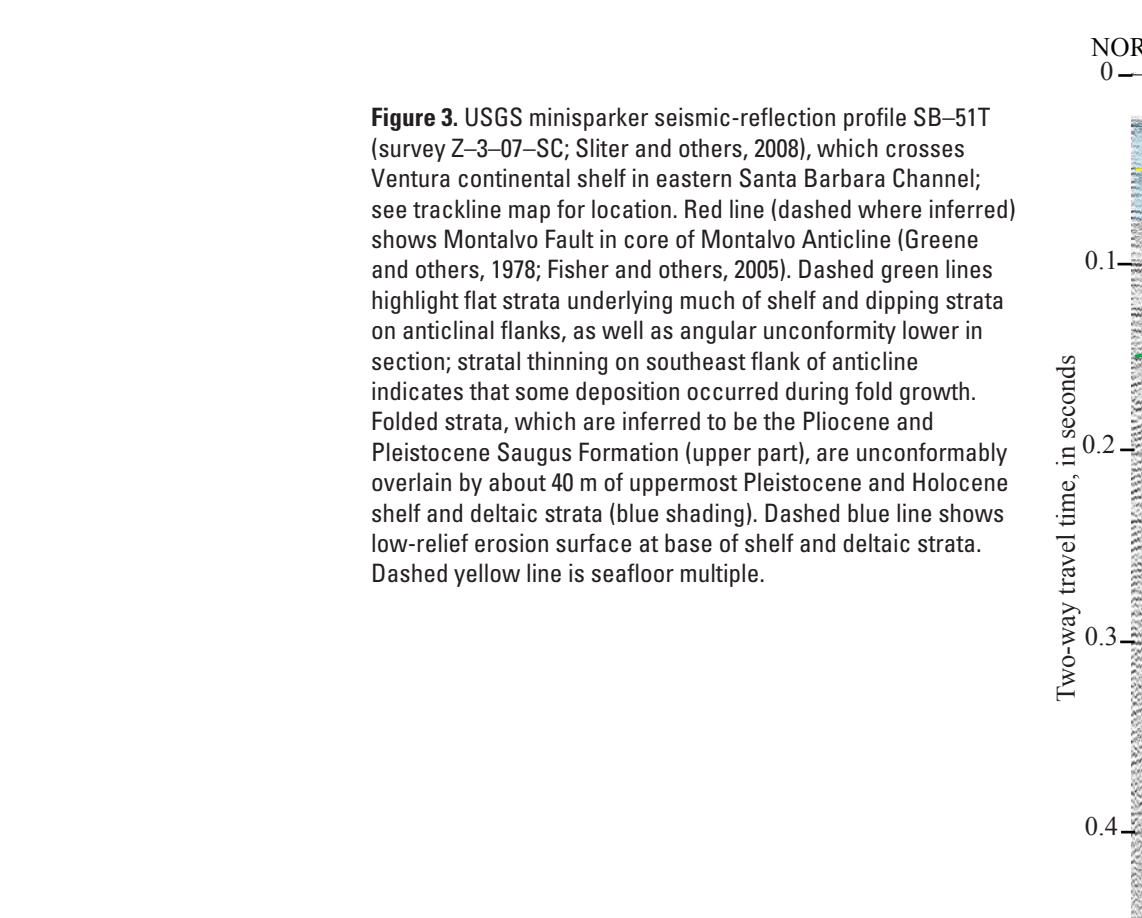 Figure 3. USGS minisparker seismic-reflection profile SB–51T
(survey Z–3–07–SC; Sliter and others, 2008), which crosses
Ventura continental shelf in eastern Santa Barbara Channel;
see trackline map for location. Red line (dashed where inferred)
shows Montalvo Fault in core of Montalvo Anticline (Greene
and others, 1978; Fisher and others, 2005). Dashed green lines
highlight flat strata underlying much of shelf and dipping strata
on anticlinal flanks, as well as angular unconformity lower in
section; stratal thinning on southeast flank of anticline
indicates that some deposition occurred during fold growth.
Folded strata, which are inferred to be the Pliocene and
Pleistocene Saugus Formation (upper part), are unconformably
overlain by about 40 m of uppermost Pleistocene and Holocene
shelf and deltaic strata (blue shading). Dashed blue line shows
low-relief erosion surface at base of shelf and deltaic strata.
Dashed yellow line is seafloor multiple.
NOR
0
0.1
0.2
0.3
0.4
Two-way travel time, in seconds